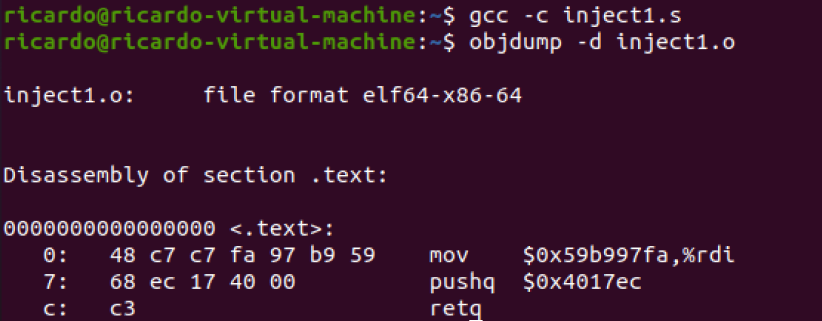 ricardo@ricardo-virtual-machine:~$ gcc -c inject1.s
ricardo@ricardo-virtual-machine:~$ objdump -d inject1.o
inject1.o:     file format elf64-x86-64
Disassembly of section .text:
0000000000000000 <.text>:
   0:   48 c7 c7 fa 97 b9 59    mov    $0x59b997fa,%rdi
   7:   68 ec 17 40 00          pushq  $0x4017ec
   c:   c3                      retq